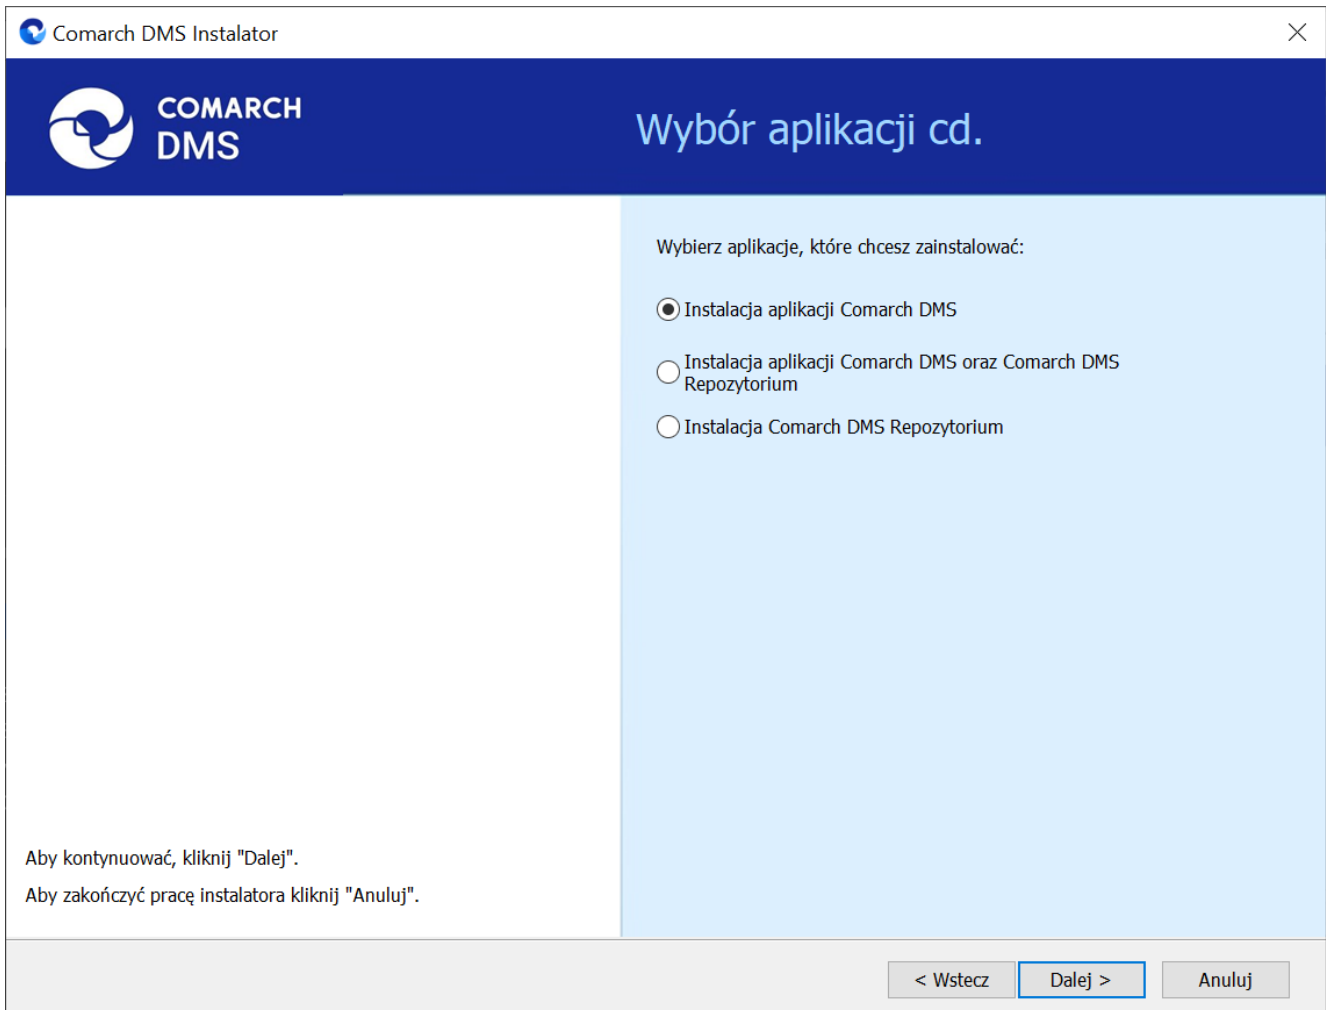 Comarch DMS Instalator
COMARCH
DMS
Wybór aplikacji cd.
Wybierz aplikacje, które chcesz zainstalować:
Instalacja aplikacji Comarch DMS
Instalacja aplikacji Comarch DMS oraz Comarch DMS
Repozytorium
Instalacja Comarch DMS Repozytorium
Aby kontynuować, kliknij "Dalej".
Aby zakończyć pracę instalatora kliknij "Anuluj".
< Wstecz
Dalej >
Anuluj